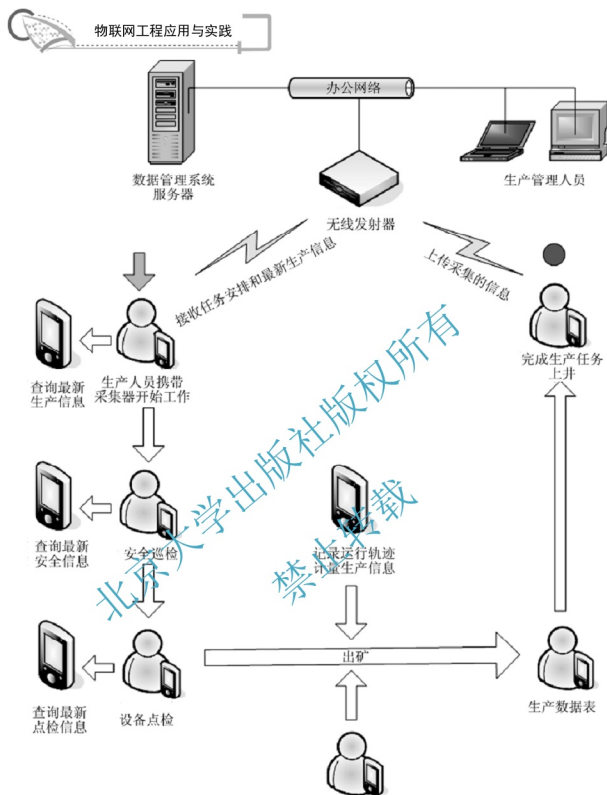 物联网工程应用与实践
办公网络
数据管理系统
服务器
无线发射器
生产管理人员
接收任务安排和最新生产信息
上传采集的信息
查询最新
生产信息
生产人员携带
采集器开始工作
完成生产任务
上井
查询最新
安全信息
安全巡检
记录运行轨迹
计量生产信息
查询最新
点检信息
设备点检
出矿
生产数据表
北京大学出版社版权所有
禁止转载